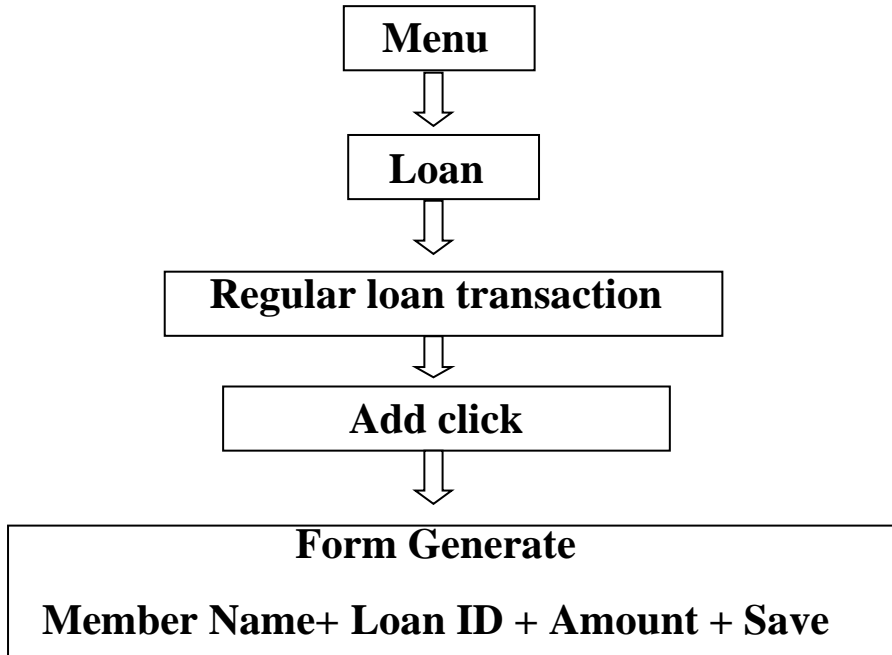 Menu
Loan
Regular loan transaction
Add click
Form Generate
Member Name+ Loan ID + Amount + Save